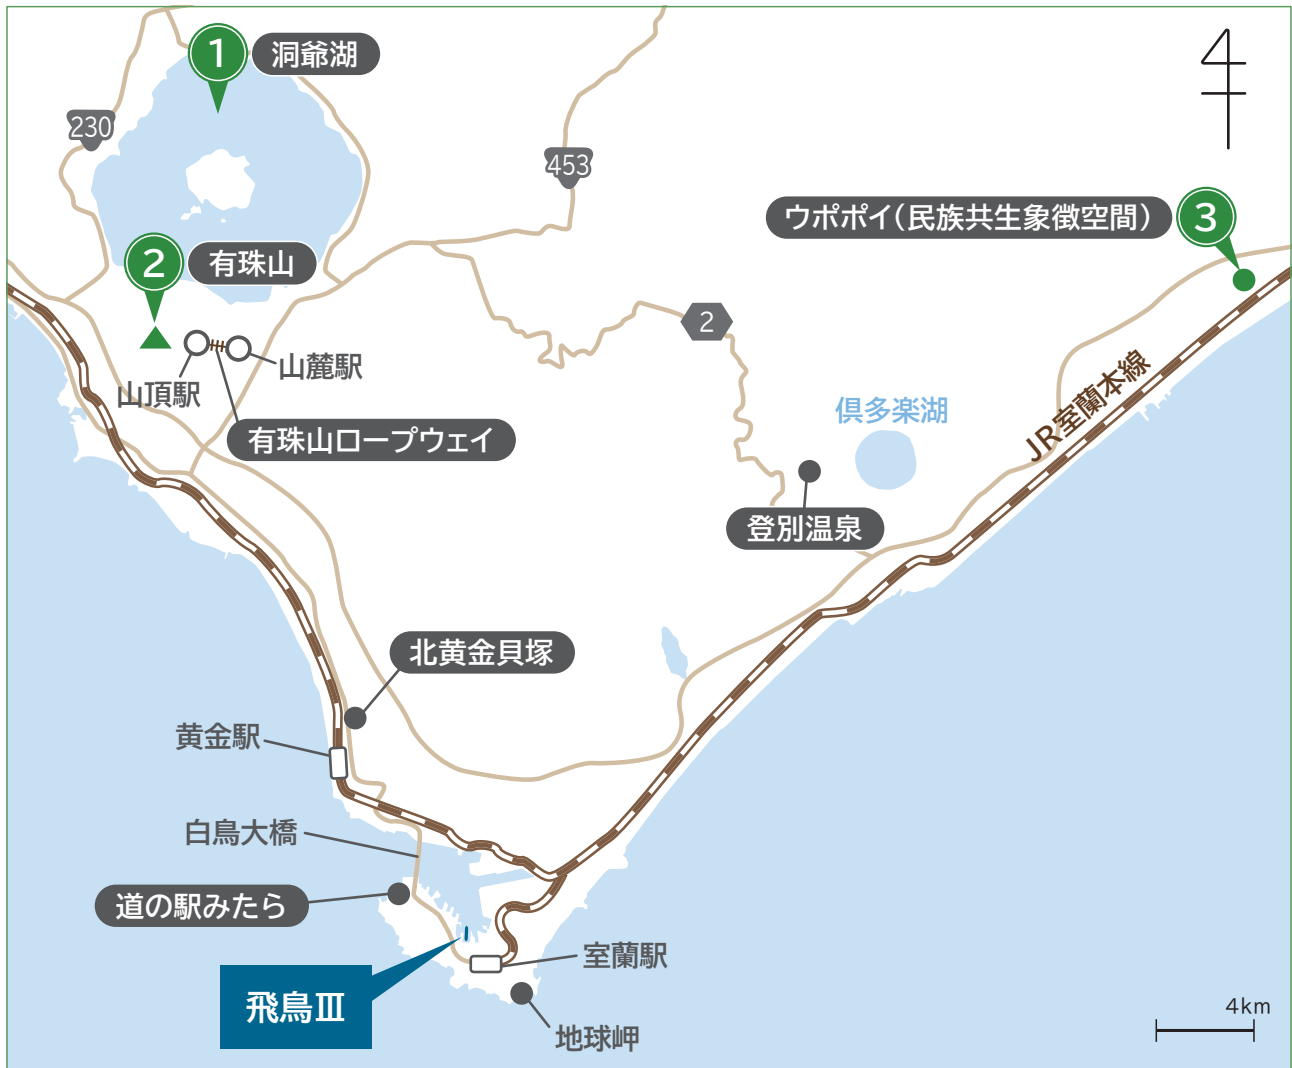 1
洞爺湖
230
453
ウポポイ（民族共生象徴空間）
3
2
有珠山
2
山頂駅
山麓駅
有珠山ロープウェイ
JR室蘭本線
倶多楽湖
登別温泉
北黄金貝塚
黄金駅
白鳥大橋
道の駅みたら
飛鳥Ⅲ
室蘭駅
地球岬
4km